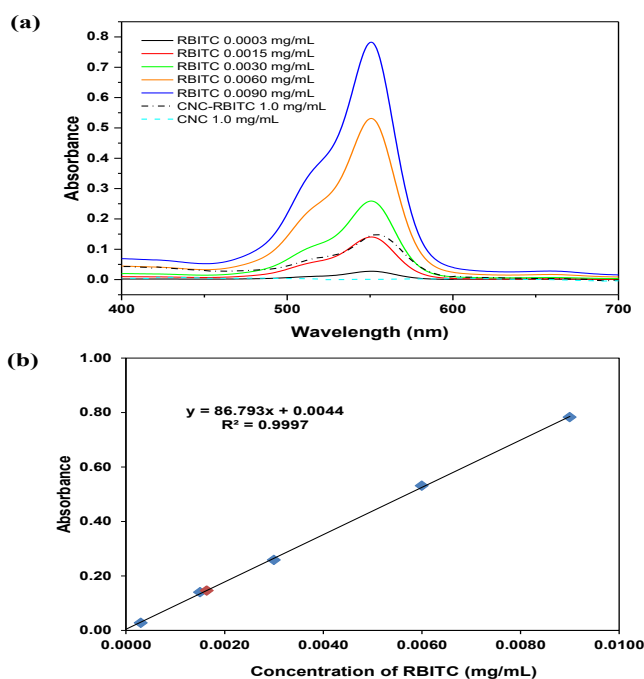 (a)
0.8
0.7
0.6
0.5
0.4
0.3
0.2
0.1
0.0
Absorbance
RBITC 0.0003 mg/mL
RBITC 0.0015 mg/mL
RBITC 0.0030 mg/mL
RBITC 0.0060 mg/mL
RBITC 0.0090 mg/mL
CNC-RBITC 1.0 mg/mL
CNC 1.0 mg/mL
400 500 600 700
Wavelength (nm)
(b)
1.00
0.80
0.60
0.40
0.20
0.00
Absorbance
y = 86.793x + 0.0044
R² = 0.9997
0.0000 0.0020 0.0040 0.0060 0.0080 0.0100
Concentration of RBITC (mg/mL)